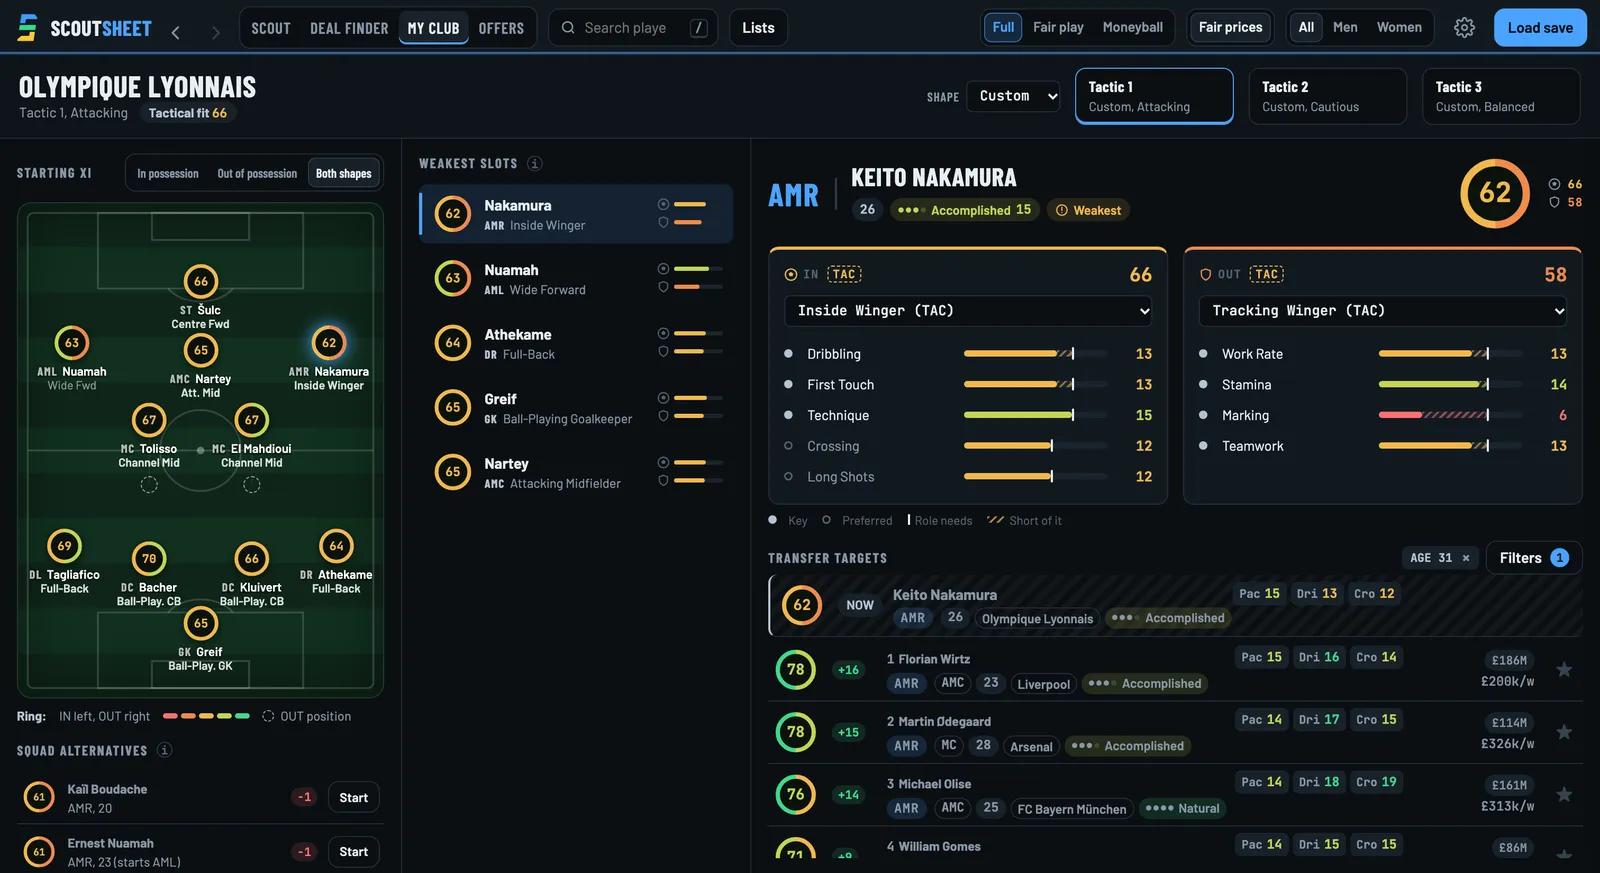 SCOUTSHEET
SCOUT DEAL FINDER MY CLUB OFFERS
Search playe /
Lists
Full Fair play Moneyball
Fair prices
All Men Women
Load save
OLYMPIQUE LYONNAIS
Tactic 1, Attacking Tactical fit 66
SHAPE Custom
Tactic 1
Custom, Attacking
Tactic 2
Custom, Cautious
Tactic 3
Custom, Balanced
STARTING XI
In possession Out of possession Both shapes
66
ST Šulc
Centre Fwd
63
AML Nuamah
Wide Fwd
65
AMC Nartey
Att. Mid
62
AMR Nakamura
Inside Winger
67
MC Tolisso
Channel Mid
67
MC El Mahdioui
Channel Mid
69
DL Tagliafico
Full-Back
70
DC Bacher
Ball-Play. CB
66
DC Kluivert
Ball-Play. CB
64
DR Athekame
Full-Back
65
GK Greif
Ball-Play. GK
Ring: IN left, OUT right OUT position
SQUAD ALTERNATIVES
61
Kaïl Boudache
AMR, 20
-1
Start
61
Ernest Nuamah
AMR, 23 (starts AML)
-1
Start
WEAKEST SLOTS
62
Nakamura
AMR Inside Winger
63
Nuamah
AML Wide Forward
64
Athekame
DR Full-Back
65
Greif
GK Ball-Playing Goalkeeper
65
Nartey
AMC Attacking Midfielder
AMR
KEITO NAKAMURA
26 Accomplished 15 Weakest
62
66
58
IN TAC 66
Inside Winger (TAC)
Dribbling 13
First Touch 13
Technique 15
Crossing 12
Long Shots 12
OUT TAC 58
Tracking Winger (TAC)
Work Rate 13
Stamina 14
Marking 6
Teamwork 13
Key Preferred Role needs Short of it
TRANSFER TARGETS
AGE 31 ×
Filters 1
62 NOW
Keito Nakamura
AMR 26 Olympique Lyonnais Accomplished
Pac 15 Dri 13 Cro 12
78 +16
1 Florian Wirtz
AMR AMC 23 Liverpool Accomplished
Pac 15 Dri 16 Cro 14
£186M
£200k/w
78 +15
2 Martin Ødegaard
AMR MC 28 Arsenal Accomplished
Pac 14 Dri 17 Cro 15
£114M
£326k/w
76 +14
3 Michael Olise
AMR AMC 25 FC Bayern München Natural
Pac 14 Dri 18 Cro 19
£161M
£313k/w
71 +9
4 William Gomes
Pac 14 Dri 15 Cro 15
£86M